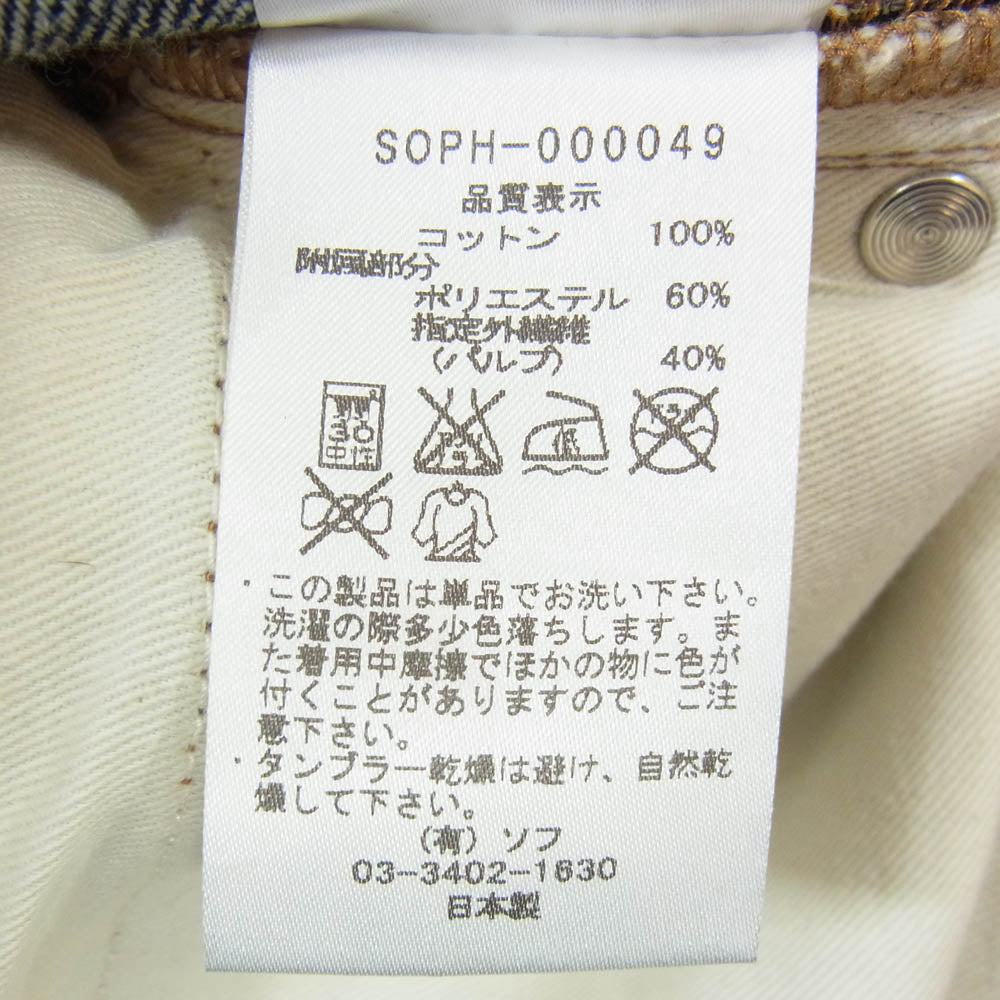 SOPH-000049
品質表示
コットン 100%
附属部分
ポリエステル 60%
指定外繊維
(パルプ) 40%
30
中性
・この製品は単品でお洗い下さい。
洗濯の際多少色落ちします。ま
た着用中摩擦でほかの物に色が
付くことがありますので、ご注
意下さい。
・タンブラー乾燥は避け、自然乾
燥して下さい。
(有) ソフ
03-3402-1630
日本製